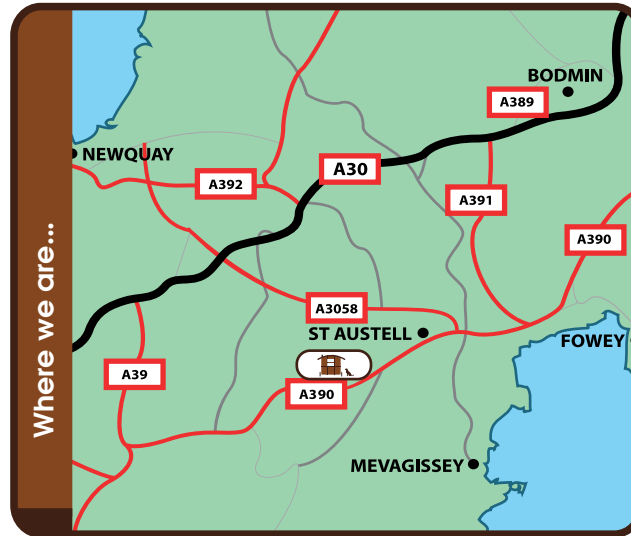 Where we are...
BODMIN
A389
NEWQUAY
A30
A392
A391
A390
A3058
ST AUSTELL
FOWEY
A39
A390
MEVAGISSEY